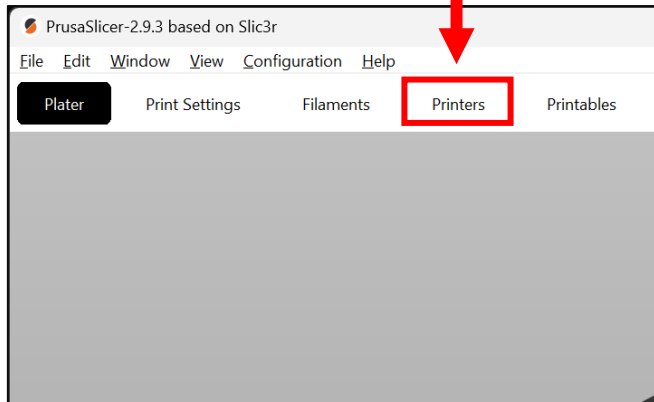 PrusaSlicer-2.9.3 based on Slic3r
File Edit Window View Configuration Help
Plater Print Settings Filaments Printers Printables